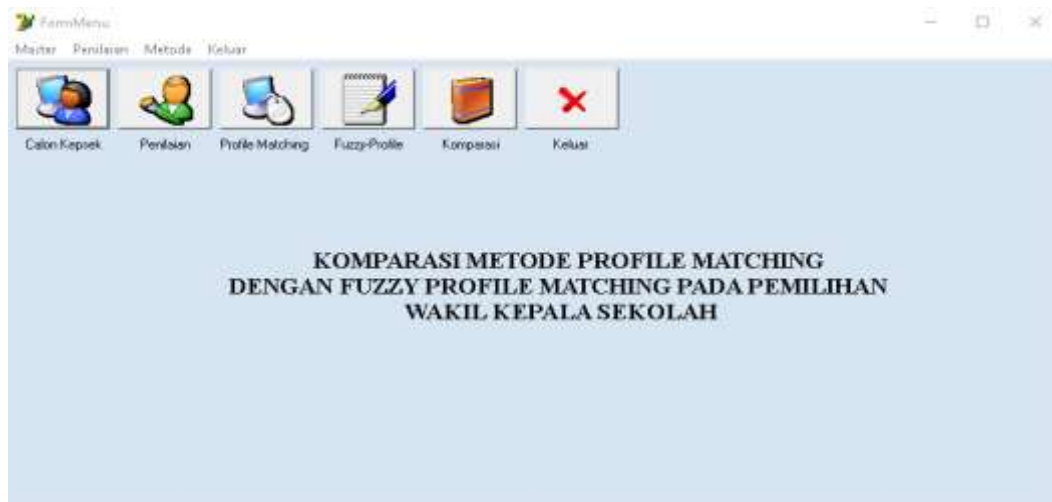 FormMenu
Master Penilaian Metode Keluar
Calon Kepsek Penilaian Profile Matching Fuzzy-Profile Komparasi Keluar
KOMPARASI METODE PROFILE MATCHING
DENGAN FUZZY PROFILE MATCHING PADA PEMILIHAN
WAKIL KEPALA SEKOLAH